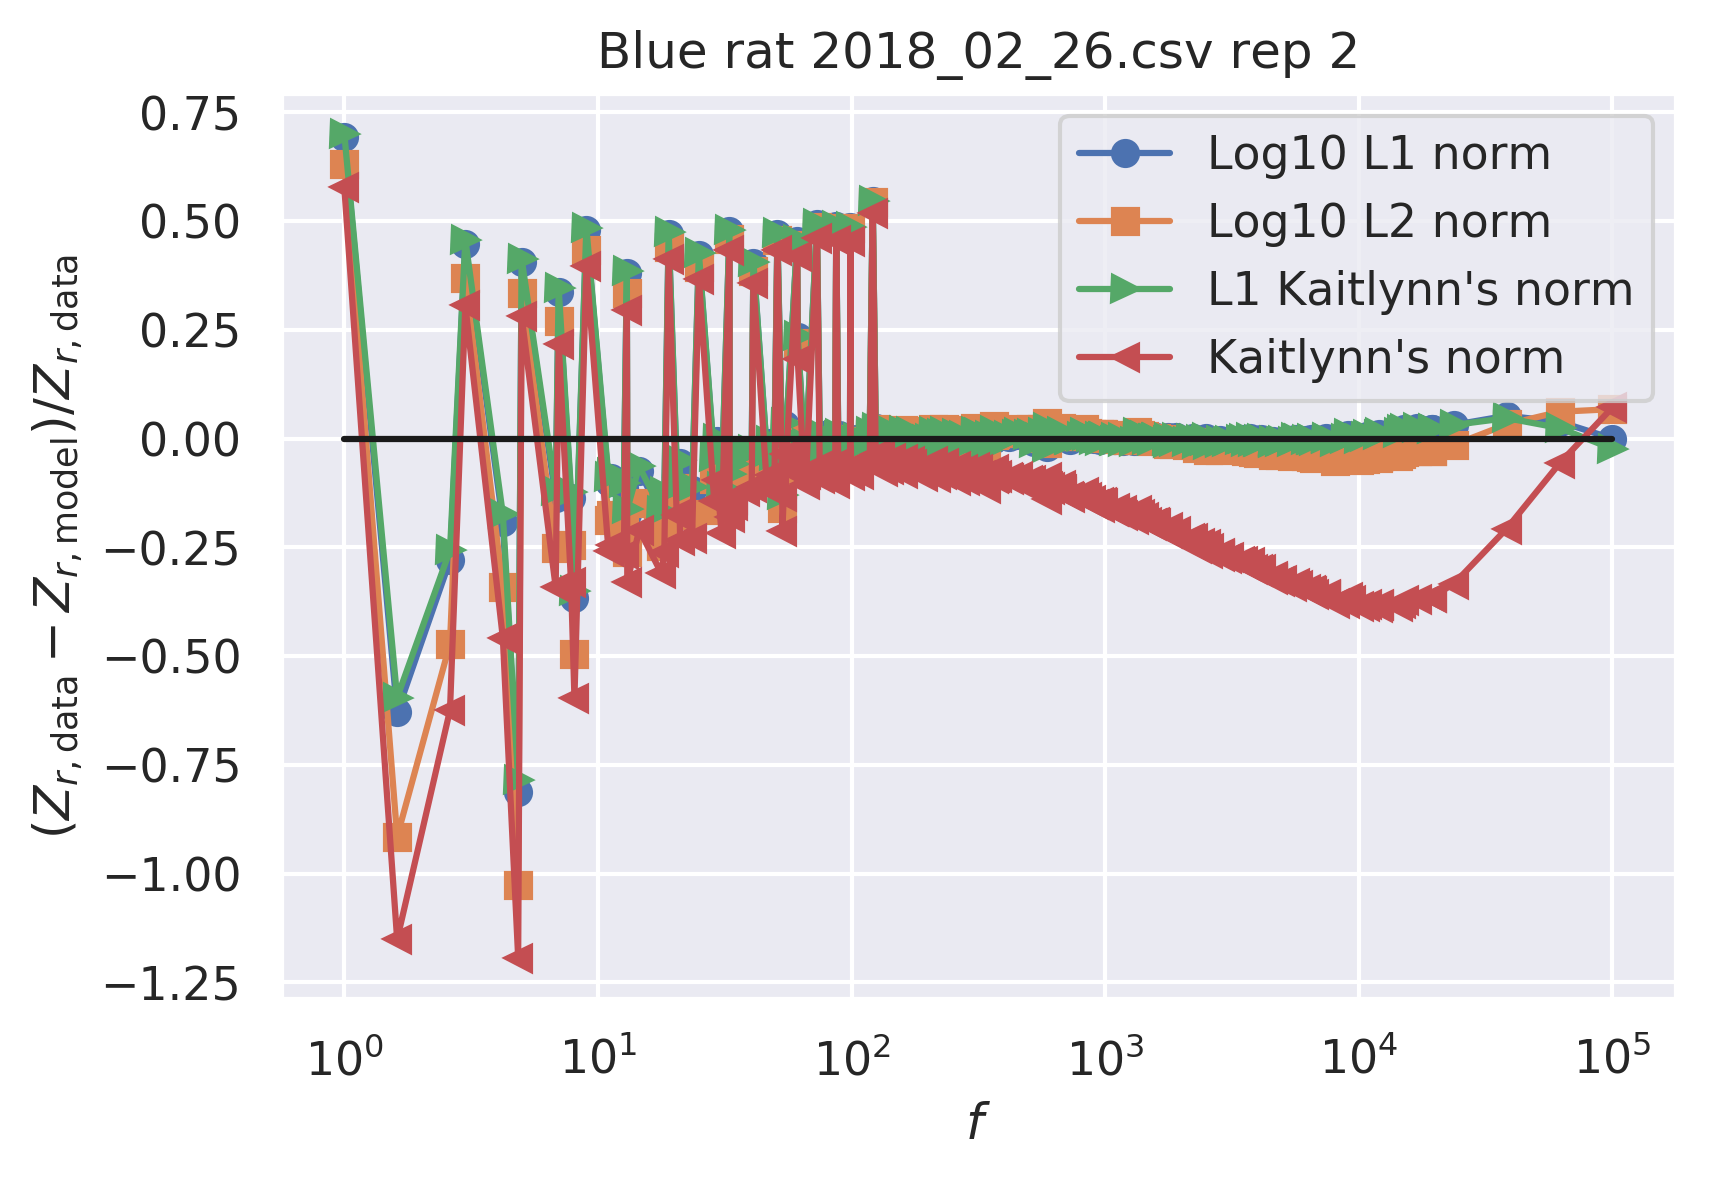 Blue rat 2018_02_26.csv rep 2
(Z_{r, data} − Z_{r, model})/Z_{r, data}
0.75
0.50
0.25
0.00
−0.25
−0.50
−0.75
−1.00
−1.25
Log10 L1 norm
Log10 L2 norm
L1 Kaitlynn's norm
Kaitlynn's norm
10^0 10^1 10^2 10^3 10^4 10^5
f